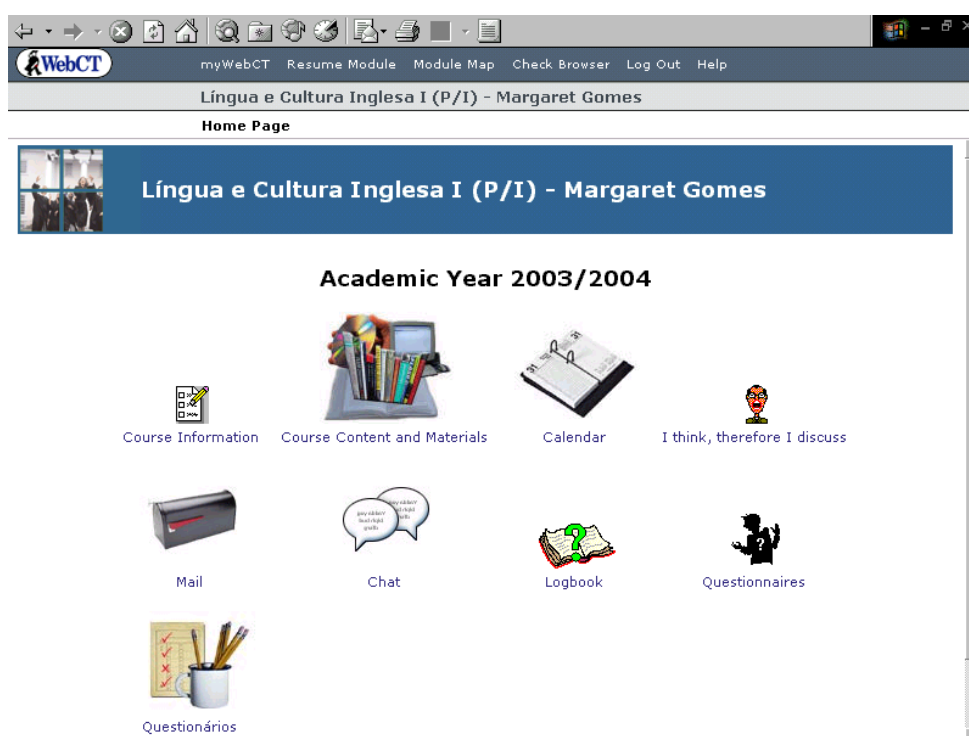 WebCT
myWebCT Resume Module Module Map Check Browser Log Out Help
Língua e Cultura Inglesa I (P/I) - Margaret Gomes
Home Page
Língua e Cultura Inglesa I (P/I) - Margaret Gomes
Academic Year 2003/2004
Course Information Course Content and Materials Calendar I think, therefore I discuss
Mail Chat Logbook Questionnaires
Questionários